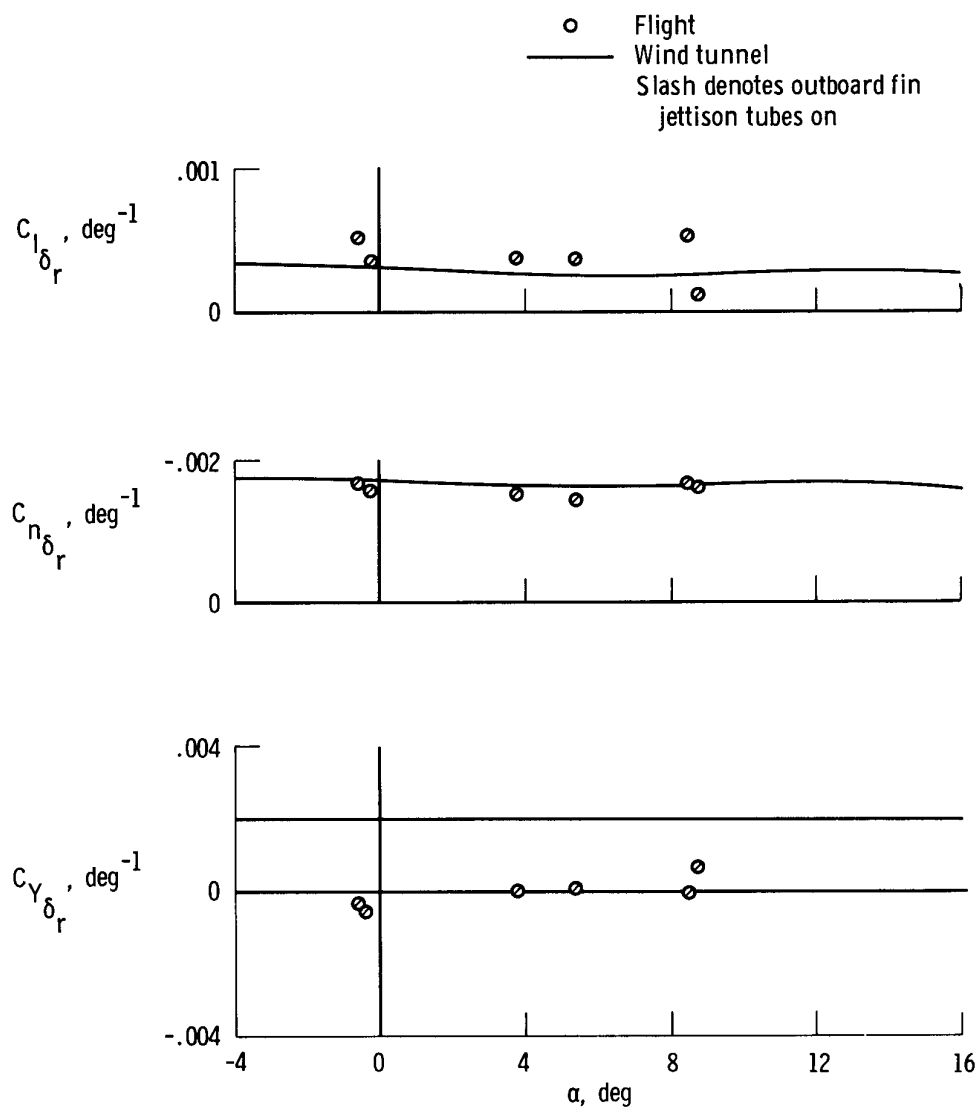 Flight
Wind tunnel
Slash denotes outboard fin
jettison tubes on
.001
C_{l_{δ_r}}, deg^{-1}
0
-.002
C_{n_{δ_r}}, deg^{-1}
0
.004
C_{Y_{δ_r}}, deg^{-1}
0
-.004
-4 0 4 8 12 16
α, deg